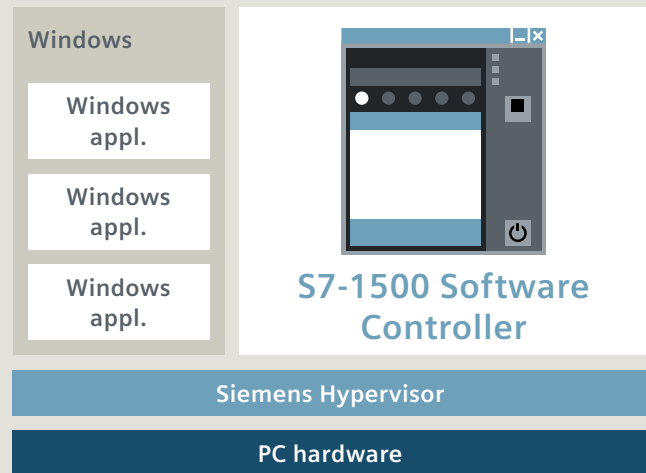 Windows
Windows
appl.
Windows
appl.
Windows
appl.
S7-1500 Software
Controller
Siemens Hypervisor
PC hardware